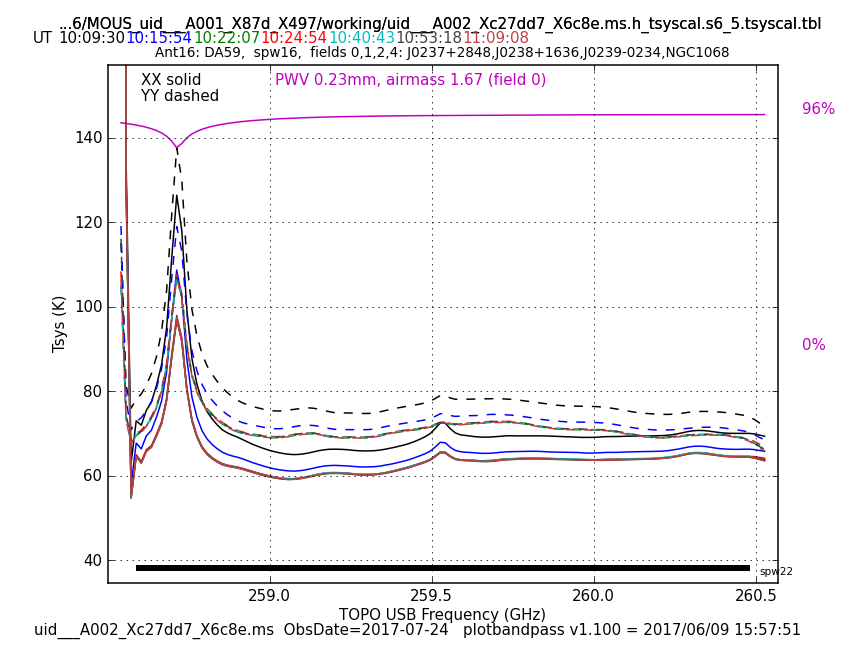 ...6/MOUS_uid___A001_X87d_X497/working/uid___A002_Xc27dd7_X6c8e.ms.h_tsyscal.s6_5.tsyscal.tbl
UT 10:09:30 10:15:54 10:22:07 10:24:54 10:40:43 10:53:18 11:09:08
Ant16: DA59, spw16, fields 0,1,2,4: J0237+2848,J0238+1636,J0239-0234,NGC1068
XX solid
YY dashed
PWV 0.23mm, airmass 1.67 (field 0)
96%
0%
140
120
100
80
60
40
Tsys (K)
spw22
259.0 259.5 260.0 260.5
TOPO USB Frequency (GHz)
uid___A002_Xc27dd7_X6c8e.ms ObsDate=2017-07-24 plotbandpass v1.100 = 2017/06/09 15:57:51